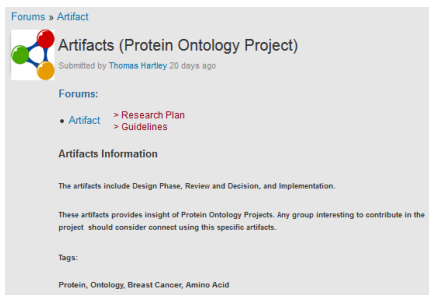 Forums » Artifact
Artifacts (Protein Ontology Project)
Submitted by Thomas Hartley 20 days ago
Forums:
• Artifact > Research Plan
> Guidelines
Artifacts Information
The artifacts include Design Phase, Review and Decision, and Implementation.
These artifacts provides insight of Protein Ontology Projects. Any group interesting to contribute in the
project should consider connect using this specific artifacts.
Tags:
Protein, Ontology, Breast Cancer, Amino Acid